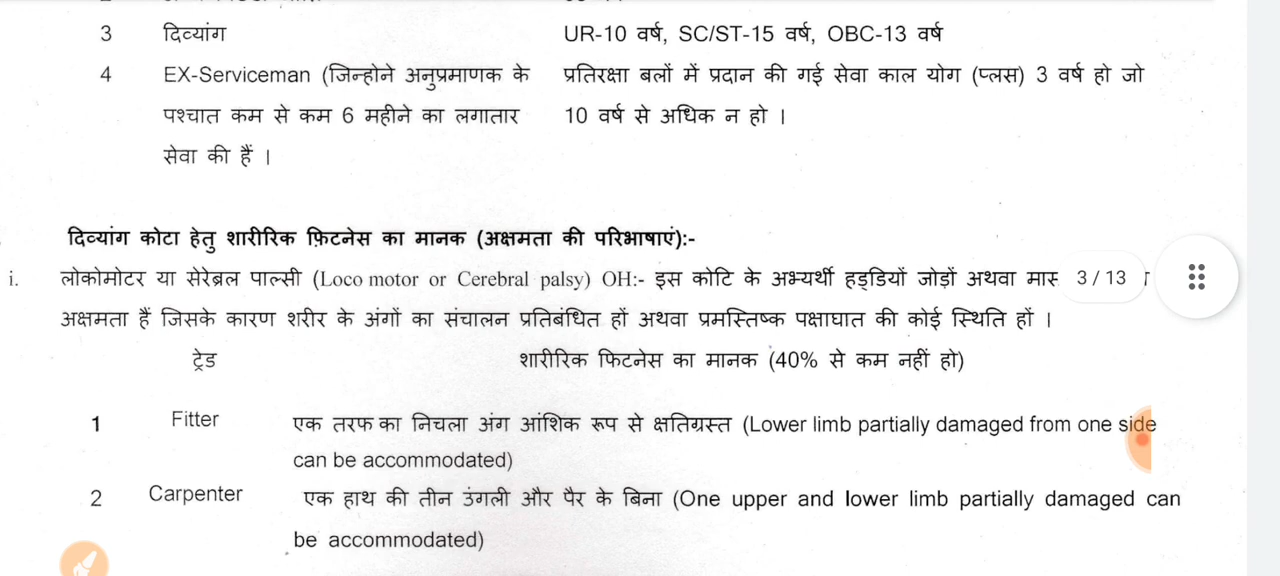 3 दिव्यांग UR-10 वर्ष, SC/ST-15 वर्ष, OBC-13 वर्ष
4 EX-Serviceman (जिन्होने अनुप्रमाणक के प्रतिरक्षा बलों में प्रदान की गई सेवा काल योग (प्लस) 3 वर्ष हो जो
पश्चात कम से कम 6 महीने का लगातार 10 वर्ष से अधिक न हो ।
सेवा की हैं ।
दिव्यांग कोटा हेतु शारीरिक फ़िटनेस का मानक (अक्षमता की परिभाषाएं):-
i. लोकोमोटर या सेरेब्रल पाल्सी (Loco motor or Cerebral palsy) OH:- इस कोटि के अभ्यर्थी हड्डियों जोड़ों अथवा मास 3 / 13
अक्षमता हैं जिसके कारण शरीर के अंगों का संचालन प्रतिबंधित हों अथवा प्रमस्तिष्क पक्षाघात की कोई स्थिति हों ।
ट्रेड शारीरिक फिटनेस का मानक (40% से कम नहीं हो)
1 Fitter एक तरफ का निचला अंग आंशिक रूप से क्षतिग्रस्त (Lower limb partially damaged from one side
can be accommodated)
2 Carpenter एक हाथ की तीन उंगली और पैर के बिना (One upper and lower limb partially damaged can
be accommodated)